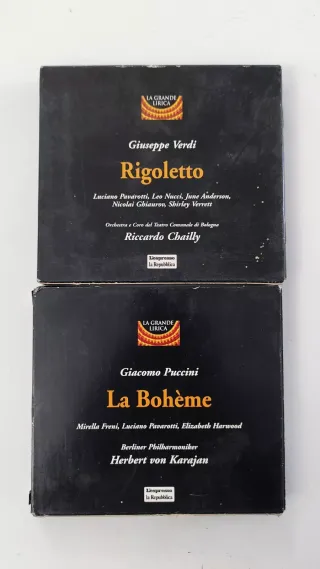 LA GRANDE
LIRICA
Giuseppe Verdi
Rigoletto
Luciano Pavarotti, Leo Nucci, June Anderson,
Nicolai Ghiaurov, Shirley Verrett
Orchestra e Coro del Teatro Comunale di Bologna
Riccardo Chailly
L'espresso
la Repubblica
LA GRANDE
LIRICA
Giacomo Puccini
La Bohème
Mirella Freni, Luciano Pavarotti, Elizabeth Harwood
Berliner Philharmoniker
Herbert von Karajan
L'espresso
la Repubblica